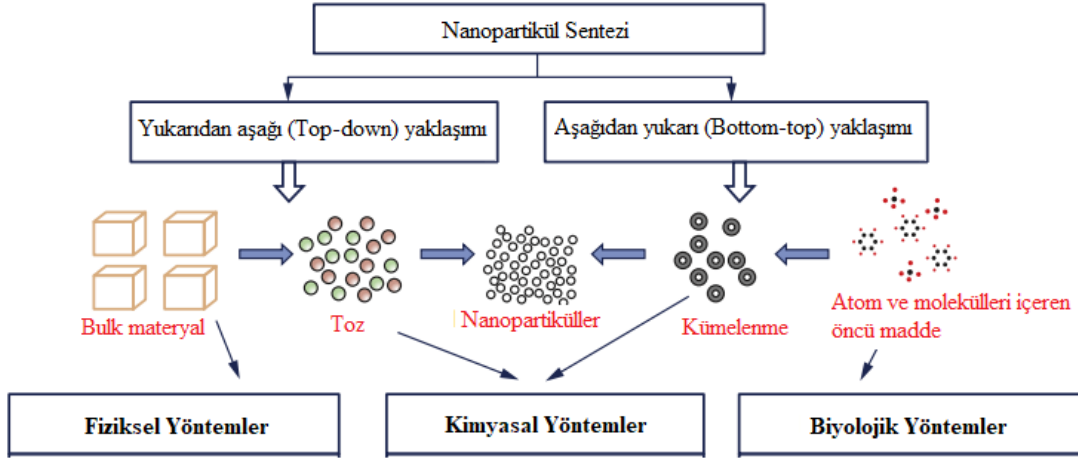 Nanopartikül Sentezi
Yukarıdan aşağı (Top-down) yaklaşımı
Aşağıdan yukarı (Bottom-top) yaklaşımı
Bulk materyal
Toz
Nanopartiküller
Kümelenme
Atom ve molekülleri içeren
öncü madde
Fiziksel Yöntemler
Kimyasal Yöntemler
Biyolojik Yöntemler